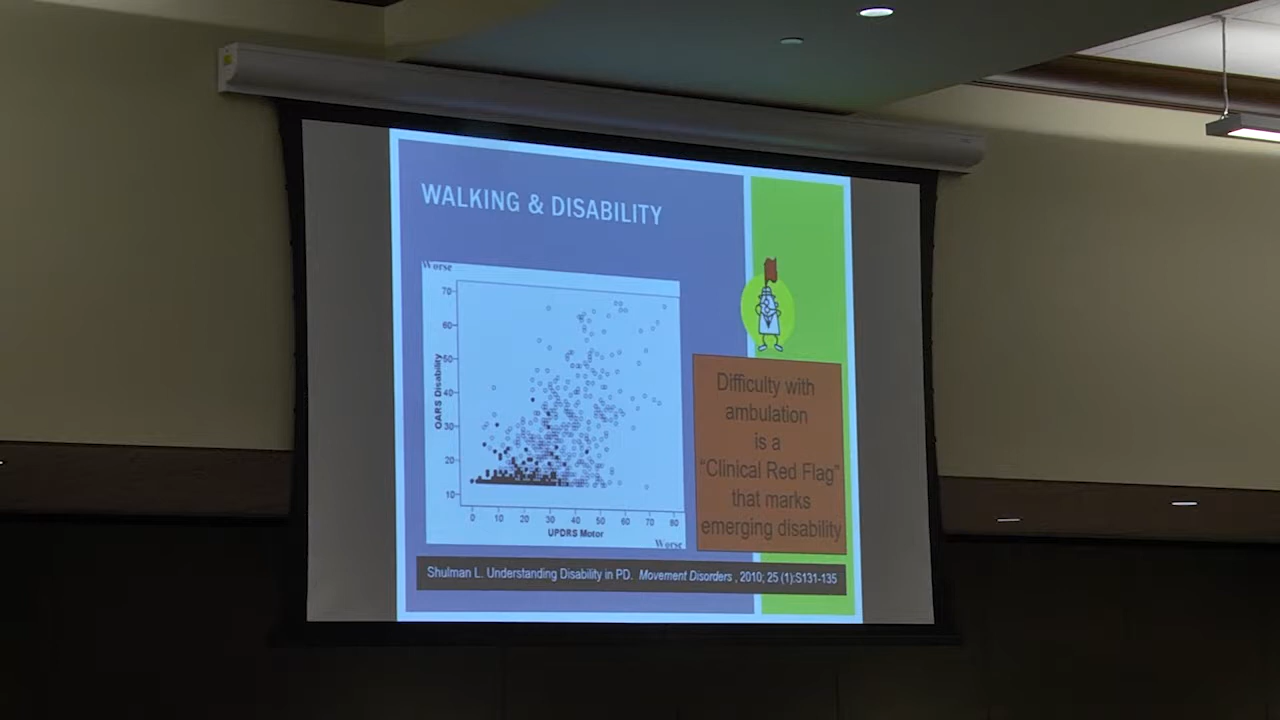 WALKING & DISABILITY
Worse
70
60
50
40
30
20
10
OARS Disability
0 10 20 30 40 50 60 70 80
UPDRS Motor
Worse
Difficulty with
ambulation
is a
“Clinical Red Flag”
that marks
emerging disability
Shulman L. Understanding Disability in PD. Movement Disorders , 2010; 25 (1):S131-135